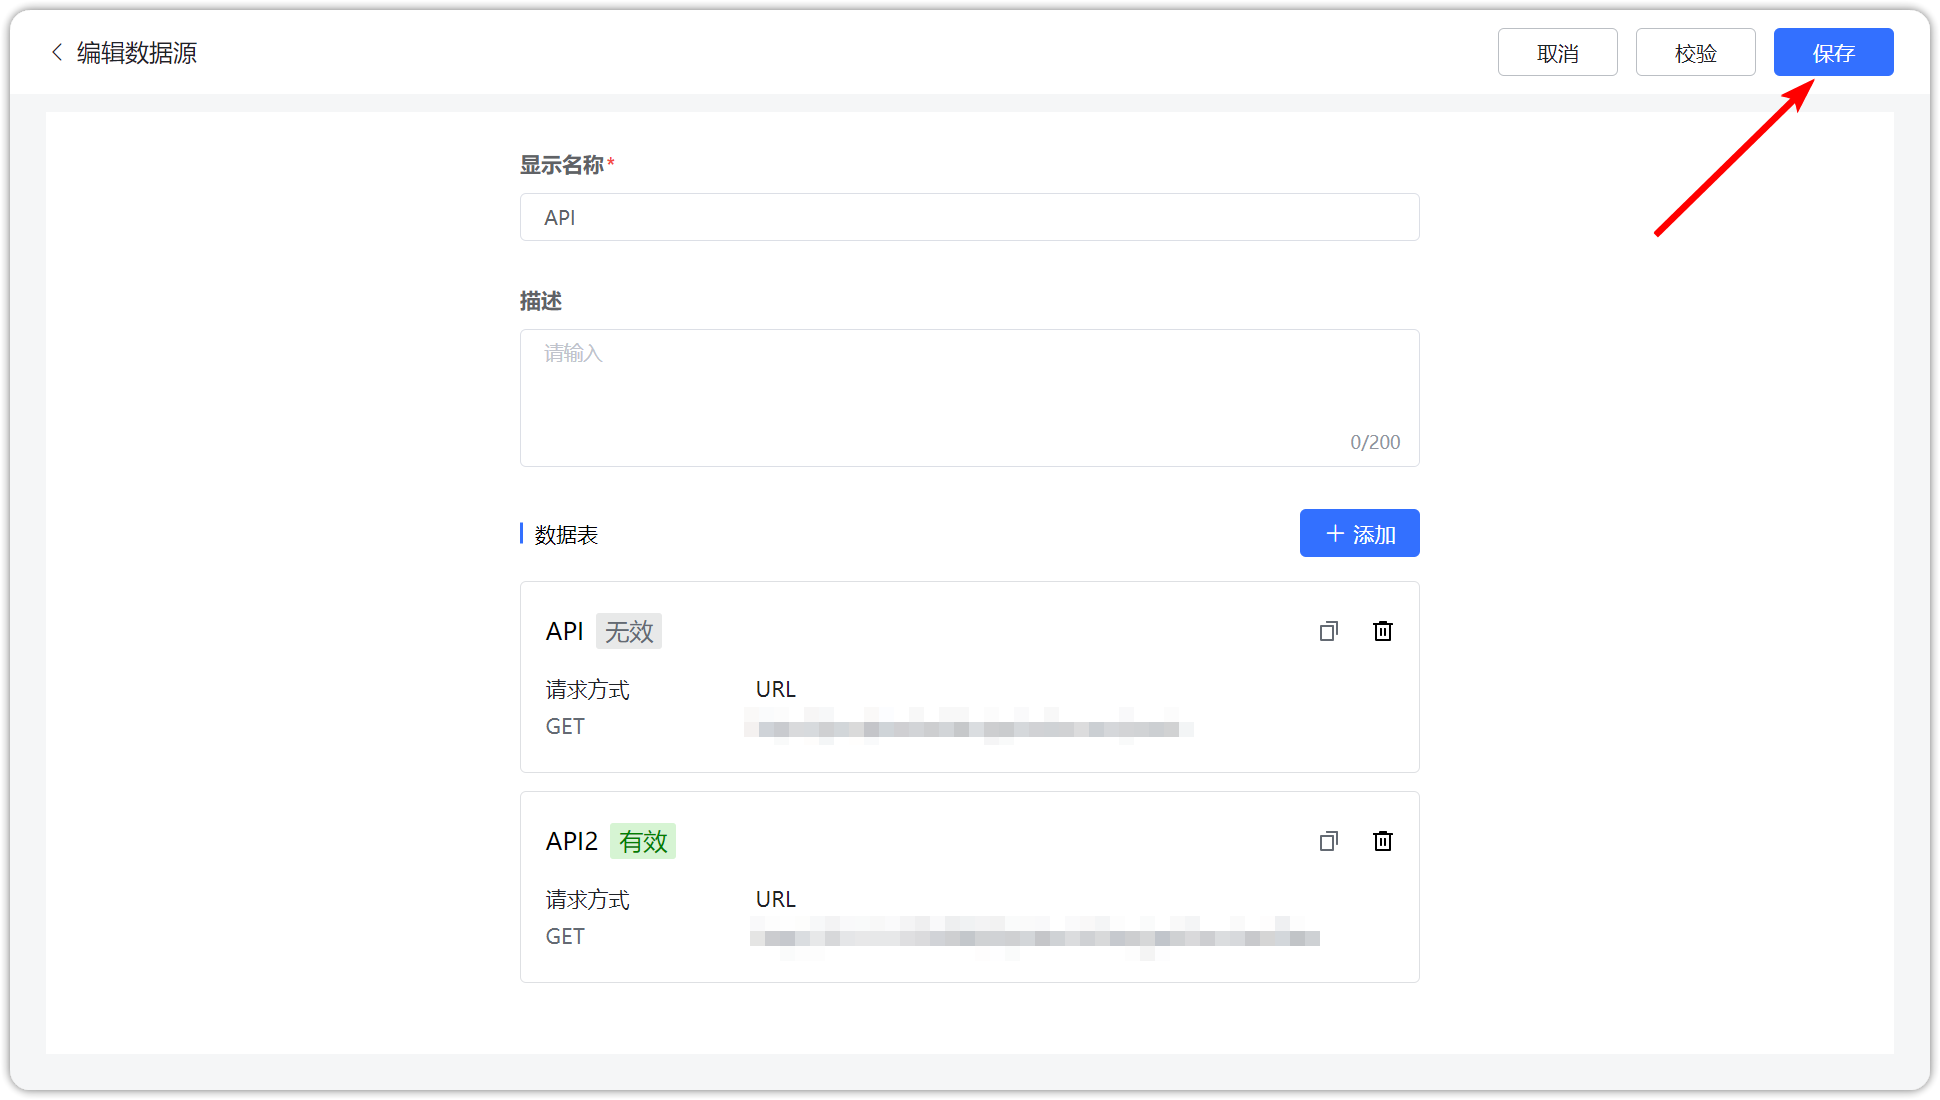 编辑数据源
取消
校验
保存
显示名称*
API
描述
请输入
0/200
数据表
添加
API 无效
请求方式 URL
GET
API2 有效
请求方式 URL
GET